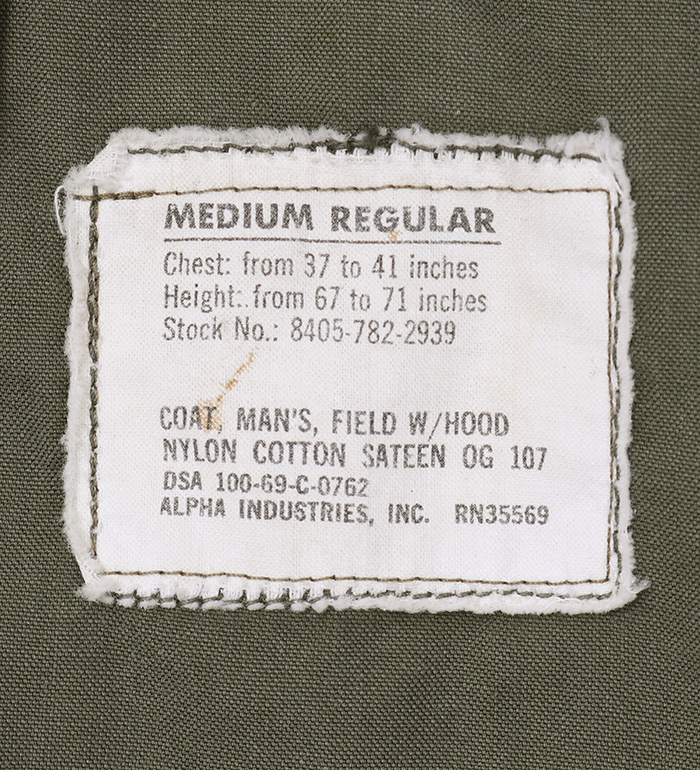 MEDIUM REGULAR
Chest: from 37 to 41 inches
Height: from 67 to 71 inches
Stock No.: 8405-782-2939
COAT, MAN'S, FIELD W/HOOD
NYLON COTTON SATEEN OG 107
DSA 100-69-C-0762
ALPHA INDUSTRIES, INC. RN35569